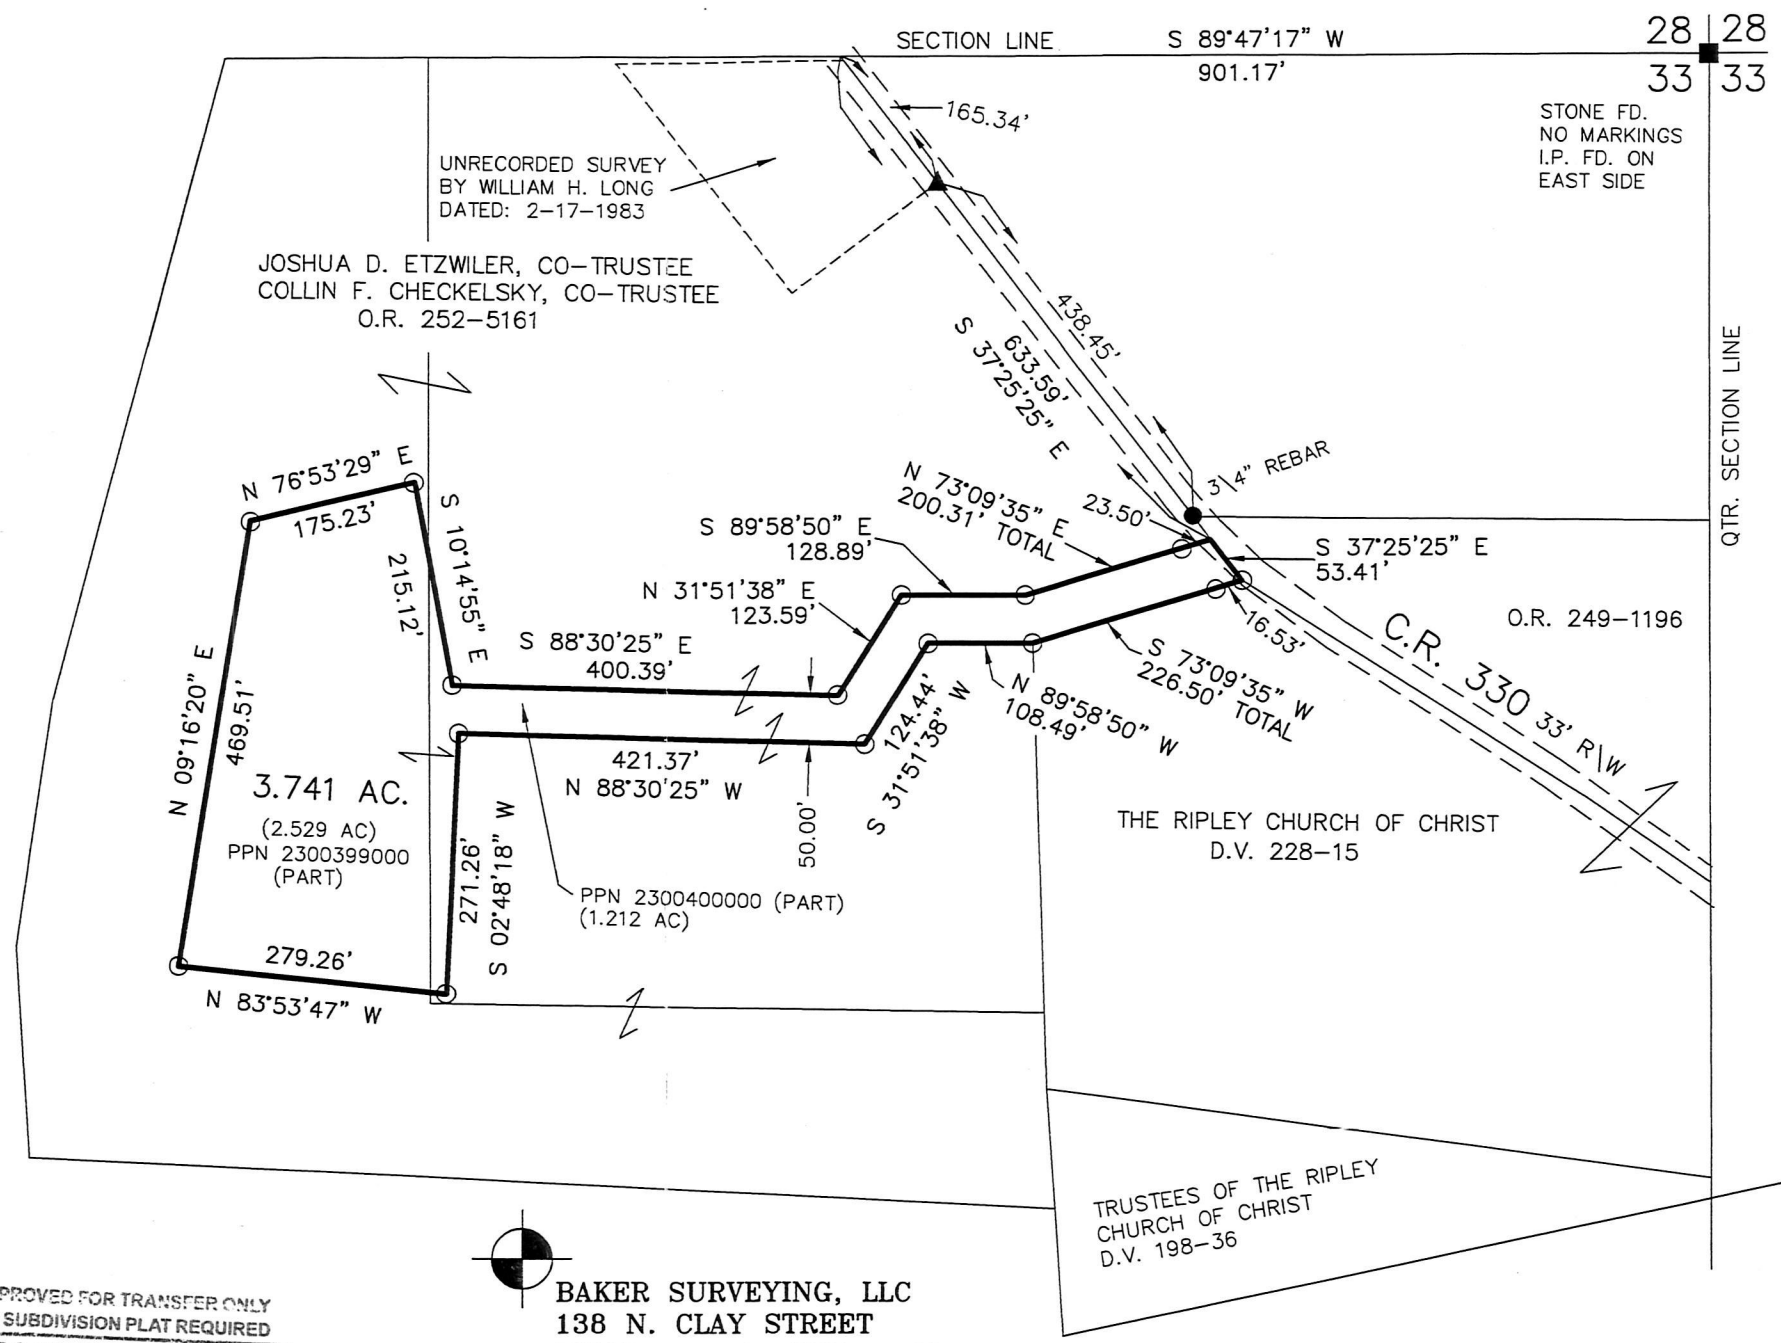 SECTION LINE S 89°47'17" W
901.17'
28 28
33 33
STONE FD.
NO MARKINGS
I.P. FD. ON
EAST SIDE
165.34'
UNRECORDED SURVEY
BY WILLIAM H. LONG
DATED: 2-17-1983
JOSHUA D. ETZWILER, CO-TRUSTEE
COLLIN F. CHECKELSKY, CO-TRUSTEE
O.R. 252-5161
438.45'
633.59'
S 37°25'25" E
QTR. SECTION LINE
3\4" REBAR
N 76°53'29" E
175.23'
S 10°14'55" E
215.12'
N 73°09'35" E
200.31' TOTAL
23.50'
S 89°58'50" E
128.89'
S 37°25'25" E
53.41'
N 31°51'38" E
123.59'
O.R. 249-1196
16.53'
S 88°30'25" E
400.39'
C.R. 330 33' R\W
S 73°09'35" W
226.50' TOTAL
N 89°58'50" W
108.49'
124.44'
S 31°51'38" W
N 09°16'20" E
469.51'
421.37'
N 88°30'25" W
50.00'
3.741 AC.
(2.529 AC)
PPN 2300399000
(PART)
271.26'
S 02°48'18" W
PPN 2300400000 (PART)
(1.212 AC)
THE RIPLEY CHURCH OF CHRIST
D.V. 228-15
279.26'
N 83°53'47" W
TRUSTEES OF THE RIPLEY
CHURCH OF CHRIST
D.V. 198-36
PROVED FOR TRANSFER ONLY
SUBDIVISION PLAT REQUIRED
BAKER SURVEYING, LLC
138 N. CLAY STREET